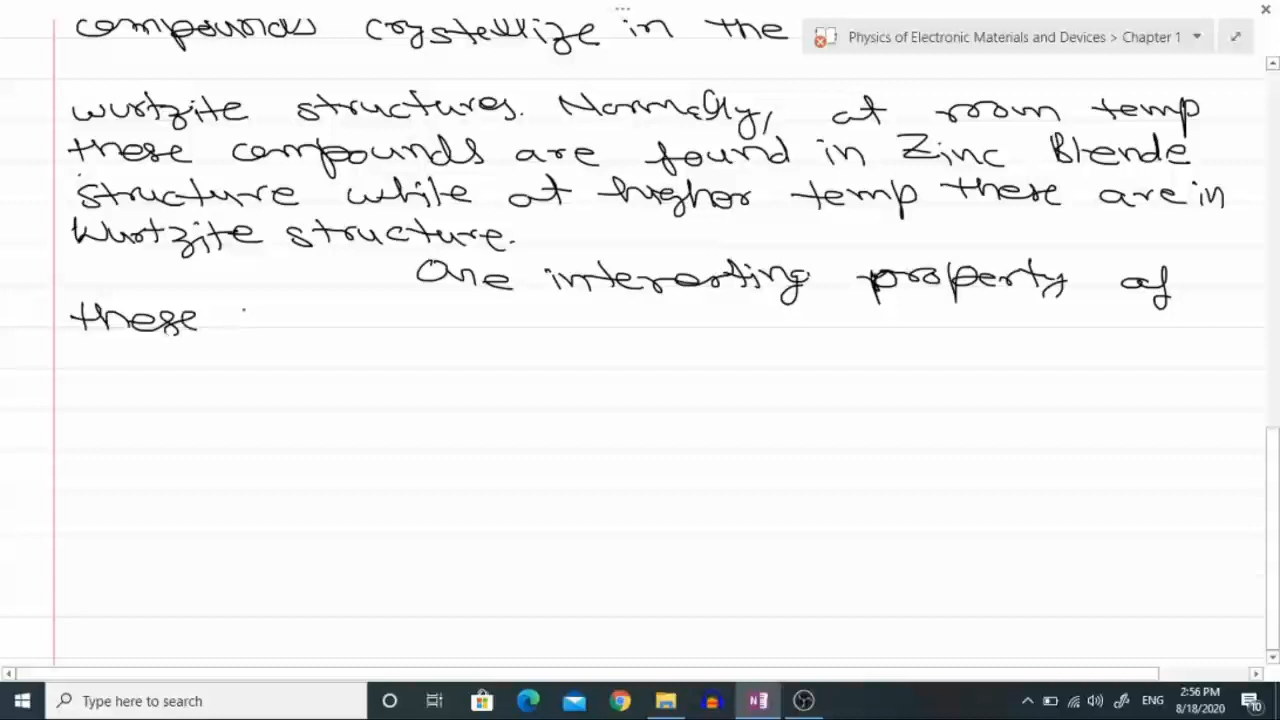 compounds crystellize in the
Physics of Electronic Materials and Devices > Chapter 1
wurtzite structures. Normally, at room temp
these compounds are found in Zinc Blende
structure while at higher temp these are in
Wurtzite structure.
One interesting property of
these
Type here to search
ENG
2:56 PM
8/18/2020
10